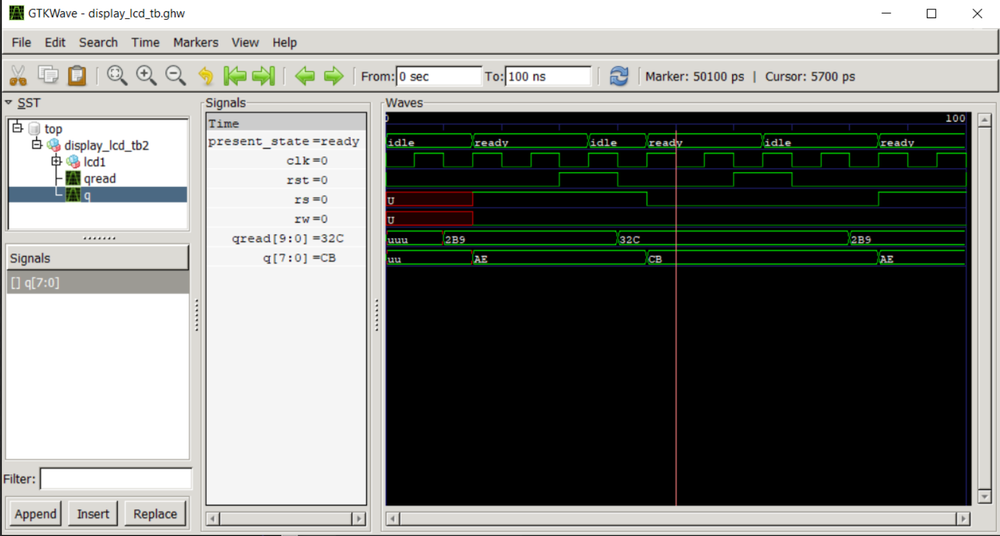 GTKWave - display_lcd_tb.ghw
File Edit Search Time Markers View Help
From: 0 sec To: 100 ns | Marker: 50100 ps | Cursor: 5700 ps
SST
top
display_lcd_tb2
lcd1
qread
q
Signals
[] q[7:0]
Filter:
Append Insert Replace
Signals
Time
present_state =ready
clk =0
rst =0
rs =0
rw =0
qread[9:0] =32C
q[7:0] =CB
Waves
0 100
idle ready idle ready idle ready
U
U
uuu 2B9 32C 2B9
uu AE CB AE